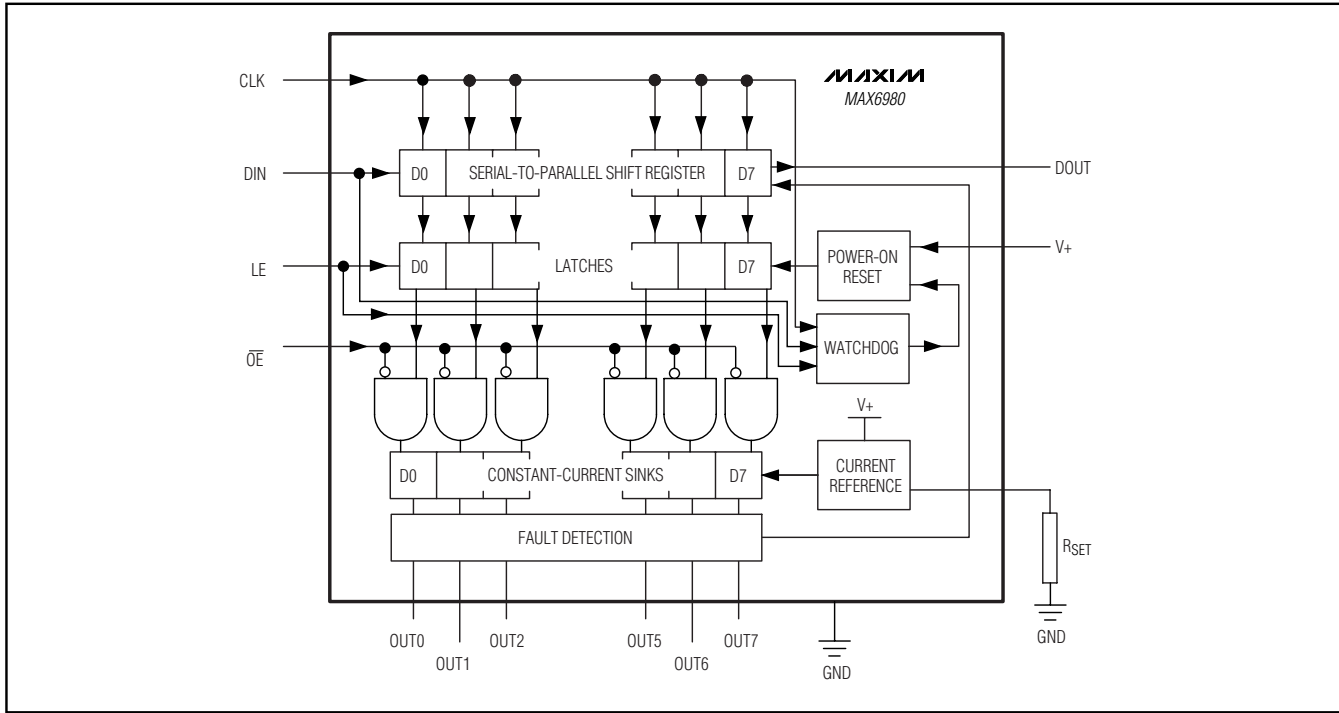 CLK
MAXIM
MAX6980
DIN
D0
SERIAL-TO-PARALLEL SHIFT REGISTER
D7
DOUT
LE
D0
LATCHES
D7
POWER-ON
RESET
V+
OE
WATCHDOG
V+
D0
CONSTANT-CURRENT SINKS
D7
CURRENT
REFERENCE
FAULT DETECTION
RSET
GND
OUT0
OUT1
OUT2
OUT5
OUT6
OUT7
GND